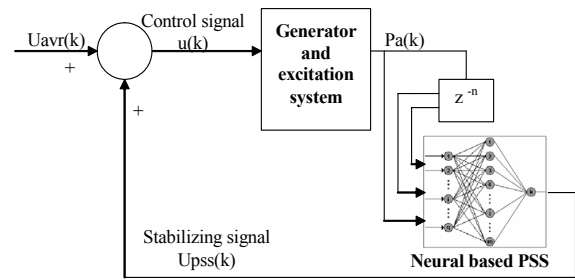 Control signal
u(k)
Uavr(k)
+
+
Generator
and
excitation
system
Pa(k)
z -n
Stabilizing signal
Upss(k)
Neural based PSS